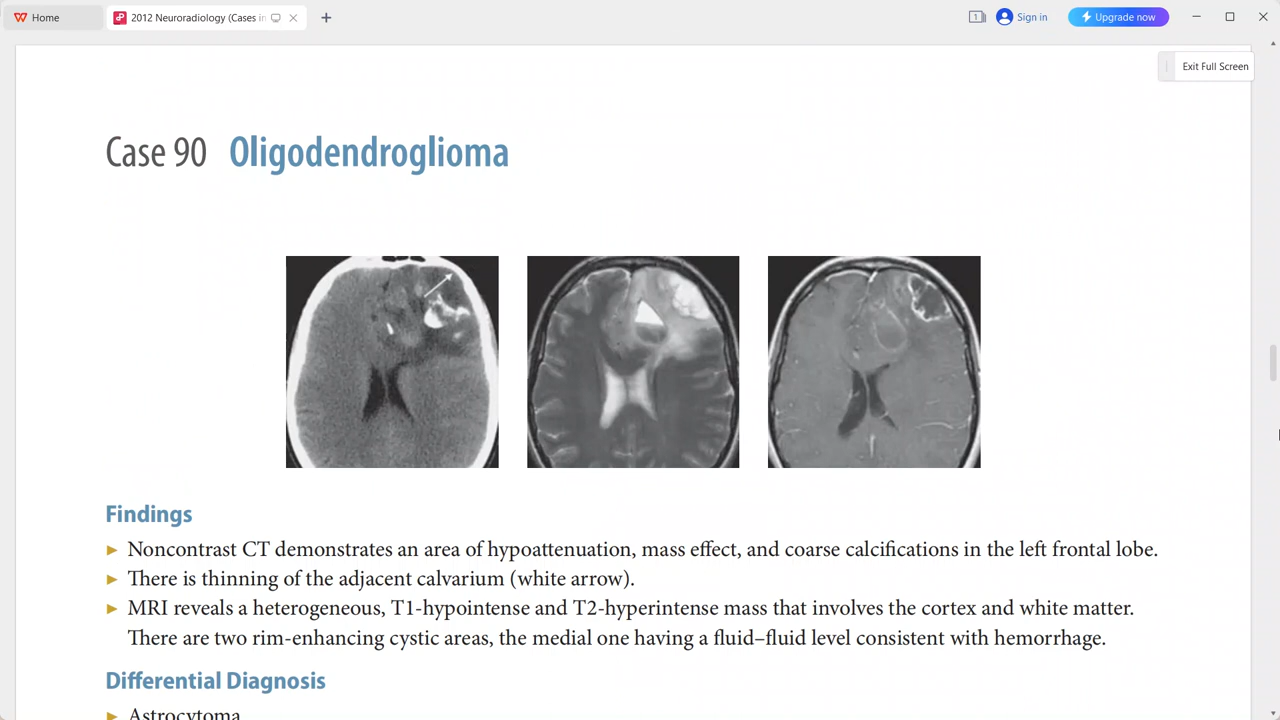 Home
2012 Neuroradiology (Cases in
1
Sign in
Upgrade now
Exit Full Screen
Case 90 Oligodendroglioma
Findings
► Noncontrast CT demonstrates an area of hypoattenuation, mass effect, and coarse calcifications in the left frontal lobe.
► There is thinning of the adjacent calvarium (white arrow).
► MRI reveals a heterogeneous, T1-hypointense and T2-hyperintense mass that involves the cortex and white matter.
There are two rim-enhancing cystic areas, the medial one having a fluid–fluid level consistent with hemorrhage.
Differential Diagnosis
► Astrocytoma